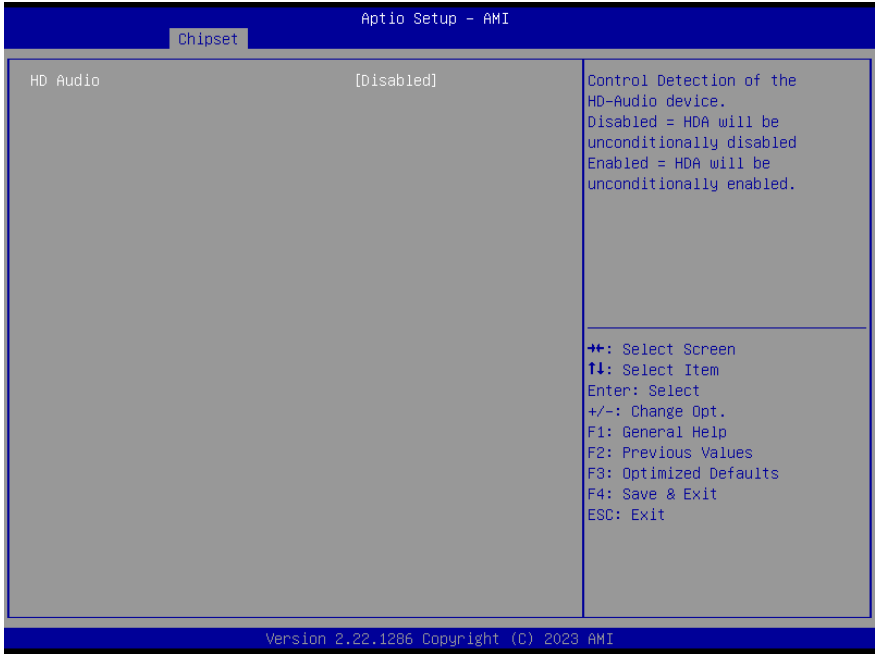 Aptio Setup – AMI
Chipset
HD Audio [Disabled]
Control Detection of the
HD-Audio device.
Disabled = HDA will be
unconditionally disabled
Enabled = HDA will be
unconditionally enabled.
→←: Select Screen
↑↓: Select Item
Enter: Select
+/-: Change Opt.
F1: General Help
F2: Previous Values
F3: Optimized Defaults
F4: Save & Exit
ESC: Exit
Version 2.22.1286 Copyright (C) 2023 AMI